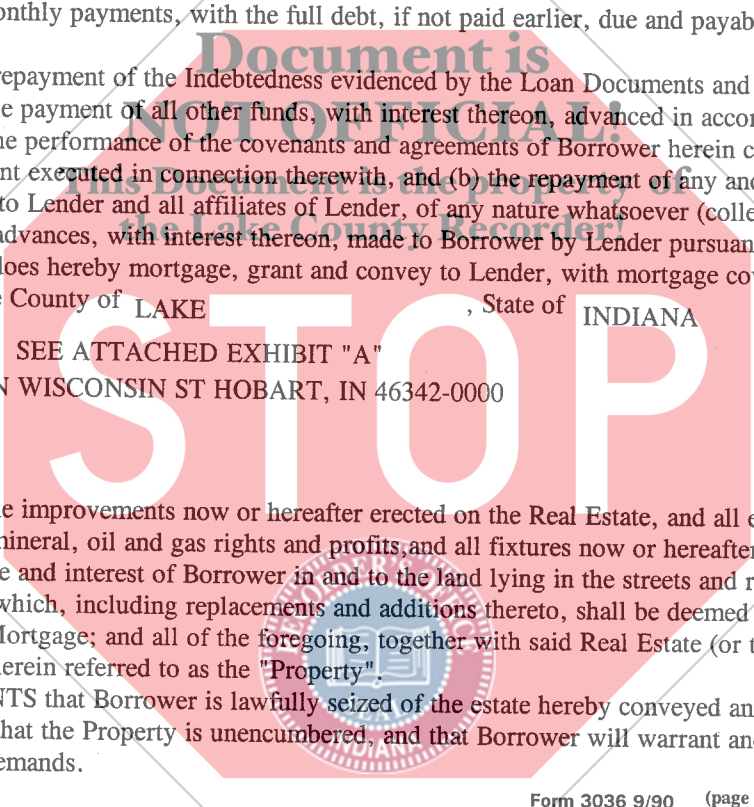 onthly payments, with the full debt, if not paid earlier, due and payab
Document is
repayment of the Indebtedness evidenced by the Loan Documents and
e payment of all other funds, with interest thereon, advanced in accor
NOT OFFICIAL!
he performance of the covenants and agreements of Borrower herein c
nt executed in connection therewith, and (b) the repayment of any and
This Document is the property of
to Lender and all affiliates of Lender, of any nature whatsoever (colle
the Lake County Recorder!
advances, with interest thereon, made to Borrower by Lender pursuan
does hereby mortgage, grant and convey to Lender, with mortgage cov
e County of LAKE , State of INDIANA
SEE ATTACHED EXHIBIT "A"
N WISCONSIN ST HOBART, IN 46342-0000
STOP
e improvements now or hereafter erected on the Real Estate, and all e
mineral, oil and gas rights and profits,and all fixtures now or hereafter
e and interest of Borrower in and to the land lying in the streets and r
which, including replacements and additions thereto, shall be deemed
Mortgage; and all of the foregoing, together with said Real Estate (or t
herein referred to as the "Property".
NTS that Borrower is lawfully seized of the estate hereby conveyed an
that the Property is unencumbered, and that Borrower will warrant an
emands.
RECORDER'S OFFICE
INDIANA
Form 3036 9/90 (page